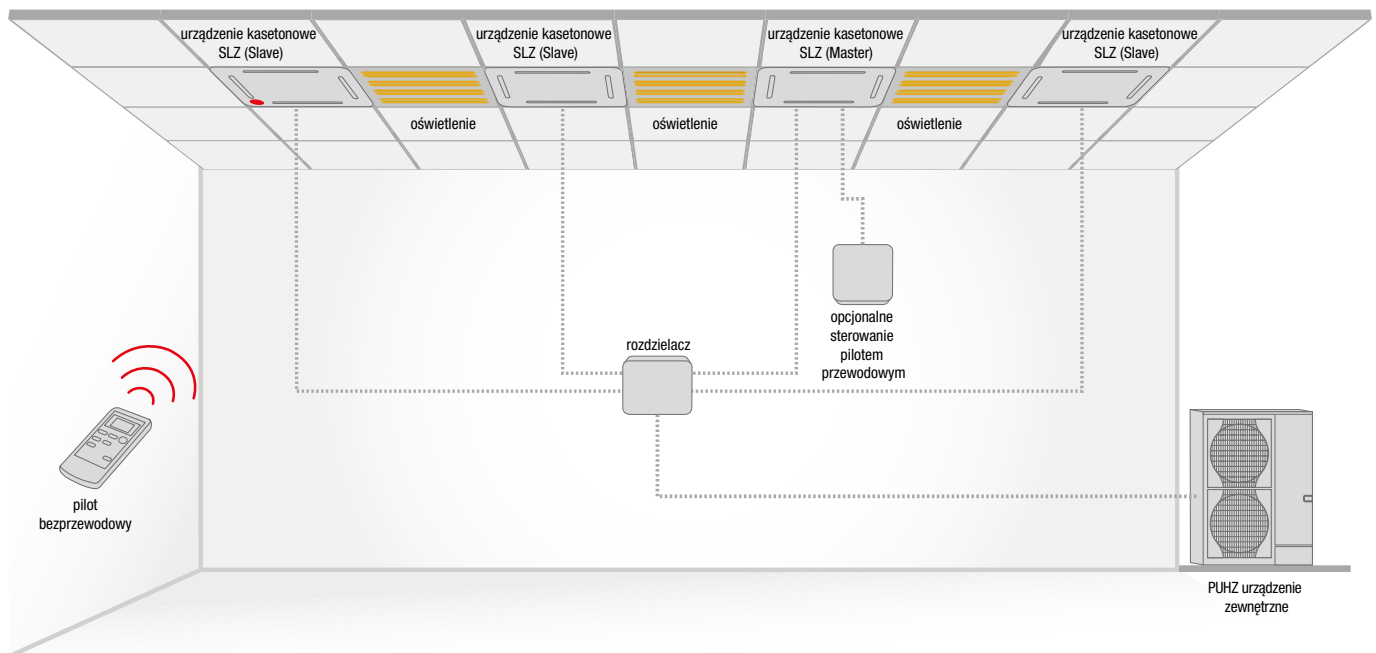 urządzenie kasetonowe
SLZ (Slave)
urządzenie kasetonowe
SLZ (Slave)
urządzenie kasetonowe
SLZ (Master)
urządzenie kasetonowe
SLZ (Slave)
oświetlenie
oświetlenie
oświetlenie
opcjonalne
sterowanie
pilotem
przewodowym
rozdzielacz
pilot
bezprzewodowy
PUHZ urządzenie
zewnętrzne